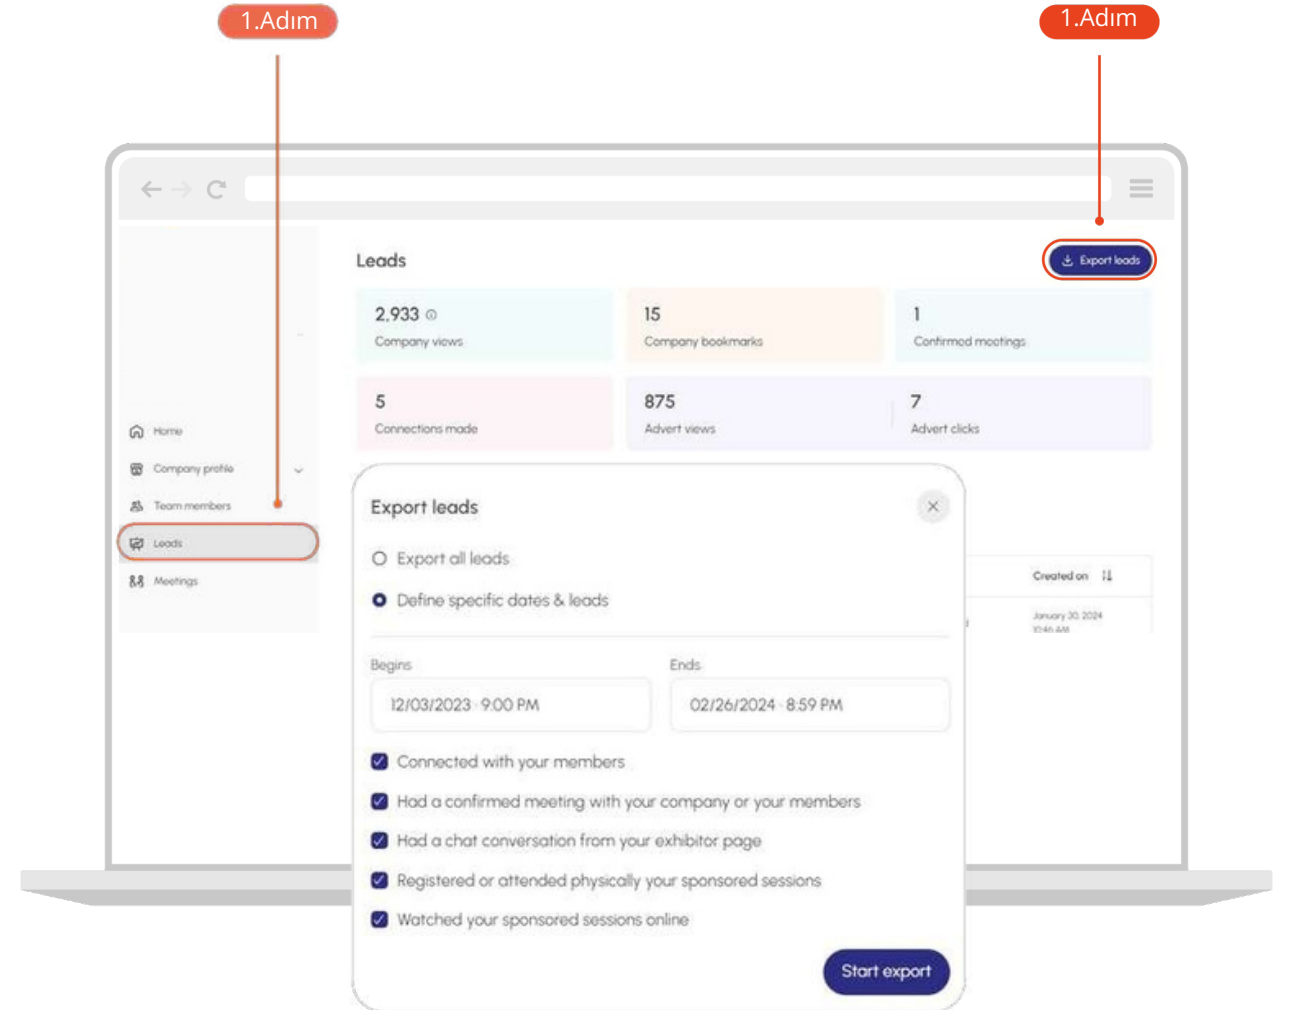 1.Adım
1.Adım
Leads
Export leads
2,933
Company views
15
Company bookmarks
1
Confirmed meetings
5
Connections made
875
Advert views
7
Advert clicks
Home
Company profile
Team members
Leads
Meetings
Export leads
Export all leads
Define specific dates & leads
Created on
January 30, 2024
10:46 AM
Begins
Ends
12/03/2023 · 9:00 PM
02/26/2024 · 8:59 PM
Connected with your members
Had a confirmed meeting with your company or your members
Had a chat conversation from your exhibitor page
Registered or attended physically your sponsored sessions
Watched your sponsored sessions online
Start export